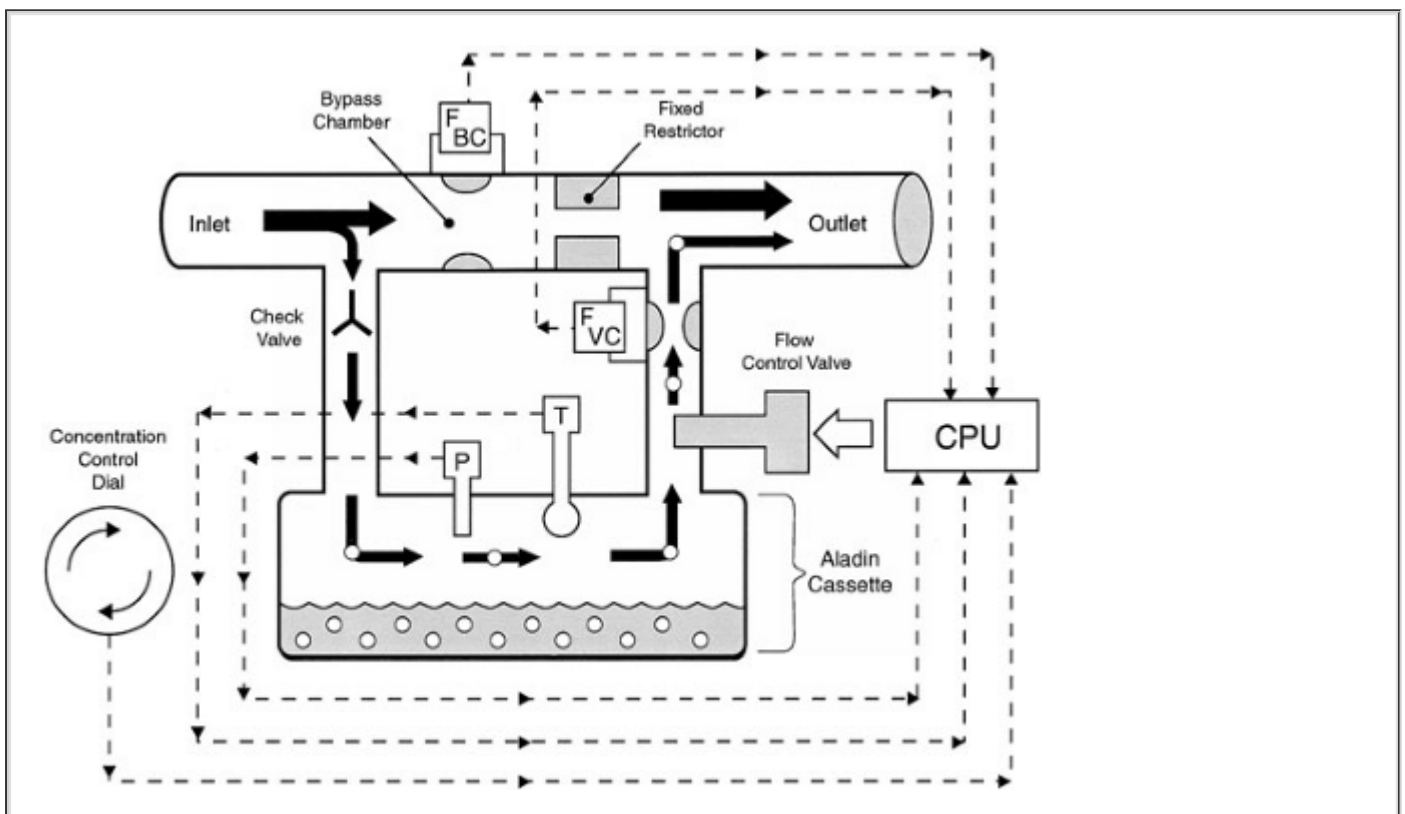 Bypass
Chamber
F
BC
Fixed
Restrictor
Inlet
Outlet
Check
Valve
F
VC
Flow
Control Valve
T
P
CPU
Concentration
Control
Dial
Aladin
Cassette